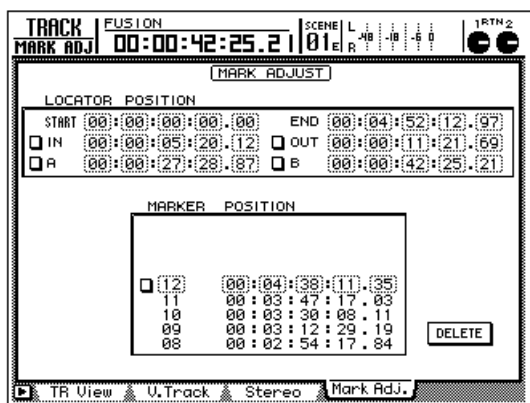 TRACK FUSION SCENE L -48 -18 -6 0 1RTN2
MARK ADJ 00:00:42:25.21 01E R
MARK ADJUST
LOCATOR POSITION
START 00:00:00:00.00 END 00:04:52:12.97
IN 00:00:05:20.12 OUT 00:00:11:21.69
A 00:00:27:28.87 B 00:00:42:25.21
MARKER POSITION
12 00:04:38:11.35
11 00:03:47:17.03
10 00:03:30:08.11
09 00:03:12:29.19
08 00:02:54:17.84
DELETE
TR View V.Track Stereo Mark Adj.